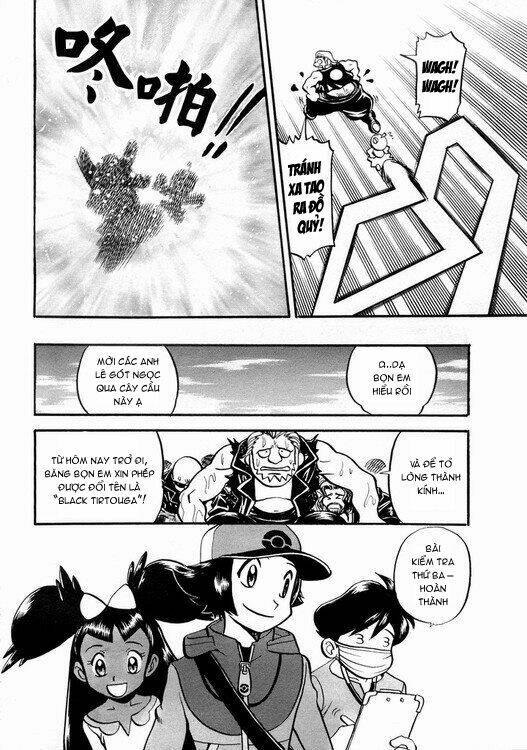 WAGH!
WAGH!
TRÁNH
XA TAO
RA ĐỒ
QUỶ!
咚
啪!!
Ơ...DẠ
BỌN EM
HIỂU RỒI
MỜI CÁC ANH
LÊ GÓT NGỌC
QUA CÂY CẦU
NÀY Ạ
VÀ ĐỂ TỎ
LÒNG THÀNH
KÍNH...
TỪ HÔM NAY TRỞ ĐI,
BĂNG BỌN EM XIN PHÉP
ĐƯỢC ĐỔI TÊN LÀ
"BLACK TIRTOUGA"!
BÀI
KIỂM TRA
THỨ BA –
HOÀN
THÀNH